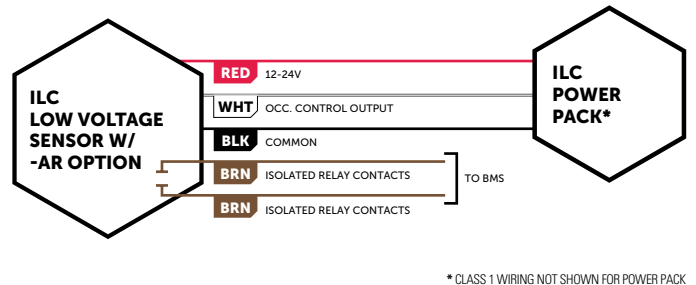 ILC
LOW VOLTAGE
SENSOR W/
-AR OPTION
RED 12-24V
WHT OCC. CONTROL OUTPUT
BLK COMMON
BRN ISOLATED RELAY CONTACTS
BRN ISOLATED RELAY CONTACTS
TO BMS
ILC
POWER
PACK*
* CLASS 1 WIRING NOT SHOWN FOR POWER PACK